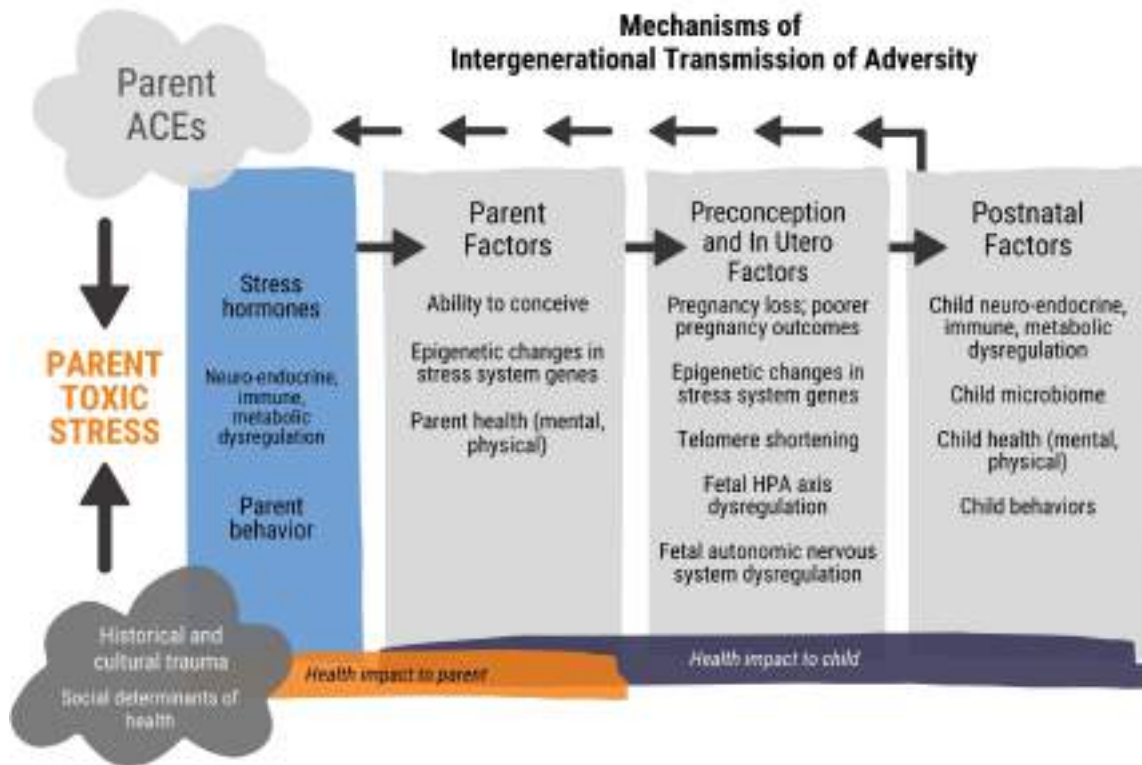 Mechanisms of
Intergenerational Transmission of Adversity
Parent
ACEs
PARENT
TOXIC
STRESS
Historical and
cultural trauma
Social determinants of
health
Stress
hormones
Neuro-endocrine,
immune,
metabolic
dysregulation
Parent
behavior
Parent
Factors
Ability to conceive
Epigenetic changes in
stress system genes
Parent health (mental,
physical)
Preconception
and In Utero
Factors
Pregnancy loss; poorer
pregnancy outcomes
Epigenetic changes in
stress system genes
Telomere shortening
Fetal HPA axis
dysregulation
Fetal autonomic nervous
system dysregulation
Postnatal
Factors
Child neuro-endocrine,
immune, metabolic
dysregulation
Child microbiome
Child health (mental,
physical)
Child behaviors
Health impact to parent
Health impact to child